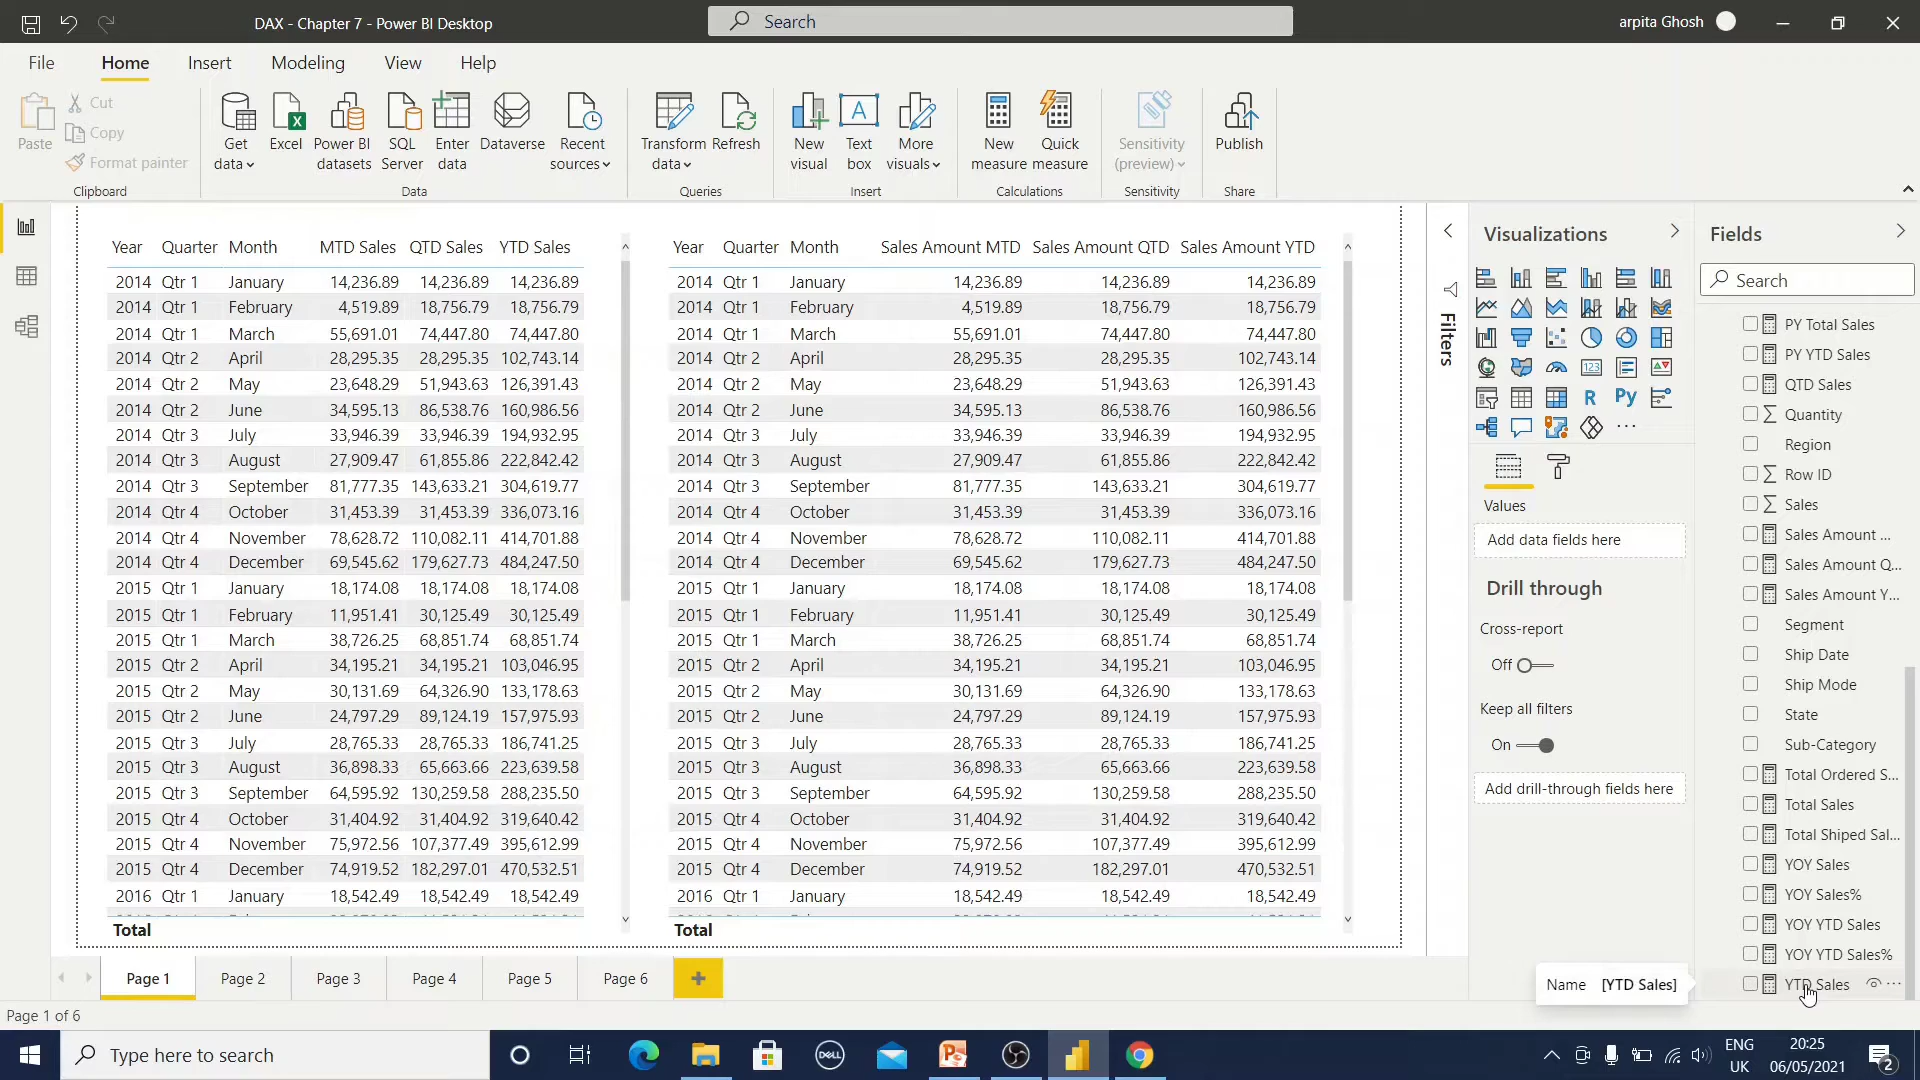 DAX - Chapter 7 - Power BI Desktop
Search
arpita Ghosh
File Home Insert Modeling View Help
Paste
Cut
Copy
Format painter
Clipboard
Get data
Excel
Power BI datasets
SQL Server
Enter data
Dataverse
Recent sources
Data
Transform data
Refresh
Queries
New visual
Text box
More visuals
Insert
New measure
Quick measure
Calculations
Sensitivity (preview)
Sensitivity
Publish
Share
Year Quarter Month MTD Sales QTD Sales YTD Sales
2014 Qtr 1 January 14,236.89 14,236.89 14,236.89
2014 Qtr 1 February 4,519.89 18,756.79 18,756.79
2014 Qtr 1 March 55,691.01 74,447.80 74,447.80
2014 Qtr 2 April 28,295.35 28,295.35 102,743.14
2014 Qtr 2 May 23,648.29 51,943.63 126,391.43
2014 Qtr 2 June 34,595.13 86,538.76 160,986.56
2014 Qtr 3 July 33,946.39 33,946.39 194,932.95
2014 Qtr 3 August 27,909.47 61,855.86 222,842.42
2014 Qtr 3 September 81,777.35 143,633.21 304,619.77
2014 Qtr 4 October 31,453.39 31,453.39 336,073.16
2014 Qtr 4 November 78,628.72 110,082.11 414,701.88
2014 Qtr 4 December 69,545.62 179,627.73 484,247.50
2015 Qtr 1 January 18,174.08 18,174.08 18,174.08
2015 Qtr 1 February 11,951.41 30,125.49 30,125.49
2015 Qtr 1 March 38,726.25 68,851.74 68,851.74
2015 Qtr 2 April 34,195.21 34,195.21 103,046.95
2015 Qtr 2 May 30,131.69 64,326.90 133,178.63
2015 Qtr 2 June 24,797.29 89,124.19 157,975.93
2015 Qtr 3 July 28,765.33 28,765.33 186,741.25
2015 Qtr 3 August 36,898.33 65,663.66 223,639.58
2015 Qtr 3 September 64,595.92 130,259.58 288,235.50
2015 Qtr 4 October 31,404.92 31,404.92 319,640.42
2015 Qtr 4 November 75,972.56 107,377.49 395,612.99
2015 Qtr 4 December 74,919.52 182,297.01 470,532.51
2016 Qtr 1 January 18,542.49 18,542.49 18,542.49
Total
Year Quarter Month Sales Amount MTD Sales Amount QTD Sales Amount YTD
2014 Qtr 1 January 14,236.89 14,236.89 14,236.89
2014 Qtr 1 February 4,519.89 18,756.79 18,756.79
2014 Qtr 1 March 55,691.01 74,447.80 74,447.80
2014 Qtr 2 April 28,295.35 28,295.35 102,743.14
2014 Qtr 2 May 23,648.29 51,943.63 126,391.43
2014 Qtr 2 June 34,595.13 86,538.76 160,986.56
2014 Qtr 3 July 33,946.39 33,946.39 194,932.95
2014 Qtr 3 August 27,909.47 61,855.86 222,842.42
2014 Qtr 3 September 81,777.35 143,633.21 304,619.77
2014 Qtr 4 October 31,453.39 31,453.39 336,073.16
2014 Qtr 4 November 78,628.72 110,082.11 414,701.88
2014 Qtr 4 December 69,545.62 179,627.73 484,247.50
2015 Qtr 1 January 18,174.08 18,174.08 18,174.08
2015 Qtr 1 February 11,951.41 30,125.49 30,125.49
2015 Qtr 1 March 38,726.25 68,851.74 68,851.74
2015 Qtr 2 April 34,195.21 34,195.21 103,046.95
2015 Qtr 2 May 30,131.69 64,326.90 133,178.63
2015 Qtr 2 June 24,797.29 89,124.19 157,975.93
2015 Qtr 3 July 28,765.33 28,765.33 186,741.25
2015 Qtr 3 August 36,898.33 65,663.66 223,639.58
2015 Qtr 3 September 64,595.92 130,259.58 288,235.50
2015 Qtr 4 October 31,404.92 31,404.92 319,640.42
2015 Qtr 4 November 75,972.56 107,377.49 395,612.99
2015 Qtr 4 December 74,919.52 182,297.01 470,532.51
2016 Qtr 1 January 18,542.49 18,542.49 18,542.49
Total
Filters
Visualizations
123
R
Py
Values
Add data fields here
Drill through
Cross-report
Off
Keep all filters
On
Add drill-through fields here
Fields
Search
PY Total Sales
PY YTD Sales
QTD Sales
Quantity
Region
Row ID
Sales
Sales Amount ...
Sales Amount Q...
Sales Amount Y...
Segment
Ship Date
Ship Mode
State
Sub-Category
Total Ordered S...
Total Sales
Total Shiped Sal...
YOY Sales
YOY Sales%
YOY YTD Sales
YOY YTD Sales%
YTD Sales
Name [YTD Sales]
Page 1 Page 2 Page 3 Page 4 Page 5 Page 6
Page 1 of 6
Type here to search
DELL
ENG
UK
20:25
06/05/2021
2